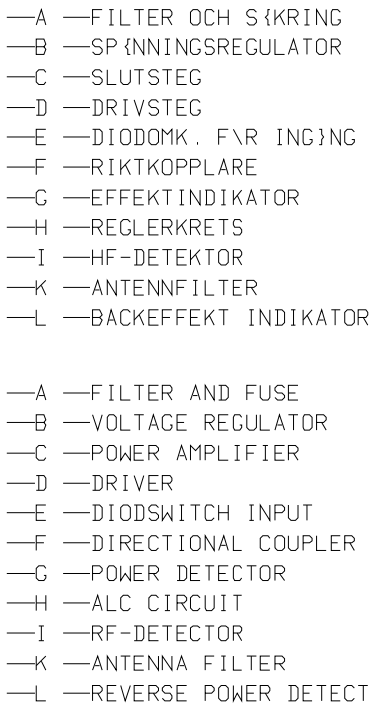 —A —FILTER OCH S{KRING
—B —SP{NNINGSREGULATOR
—C —SLUTSTEG
—D —DRIVSTEG
—E —DIODOMK. F\R ING}NG
—F —RIKTKOPPLARE
—G —EFFEKTINDIKATOR
—H —REGLERKRETS
—I —HF-DETEKTOR
—K —ANTENNFILTER
—L —BACKEFFEKT INDIKATOR
—A —FILTER AND FUSE
—B —VOLTAGE REGULATOR
—C —POWER AMPLIFIER
—D —DRIVER
—E —DIODSWITCH INPUT
—F —DIRECTIONAL COUPLER
—G —POWER DETECTOR
—H —ALC CIRCUIT
—I —RF-DETECTOR
—K —ANTENNA FILTER
—L —REVERSE POWER DETECT